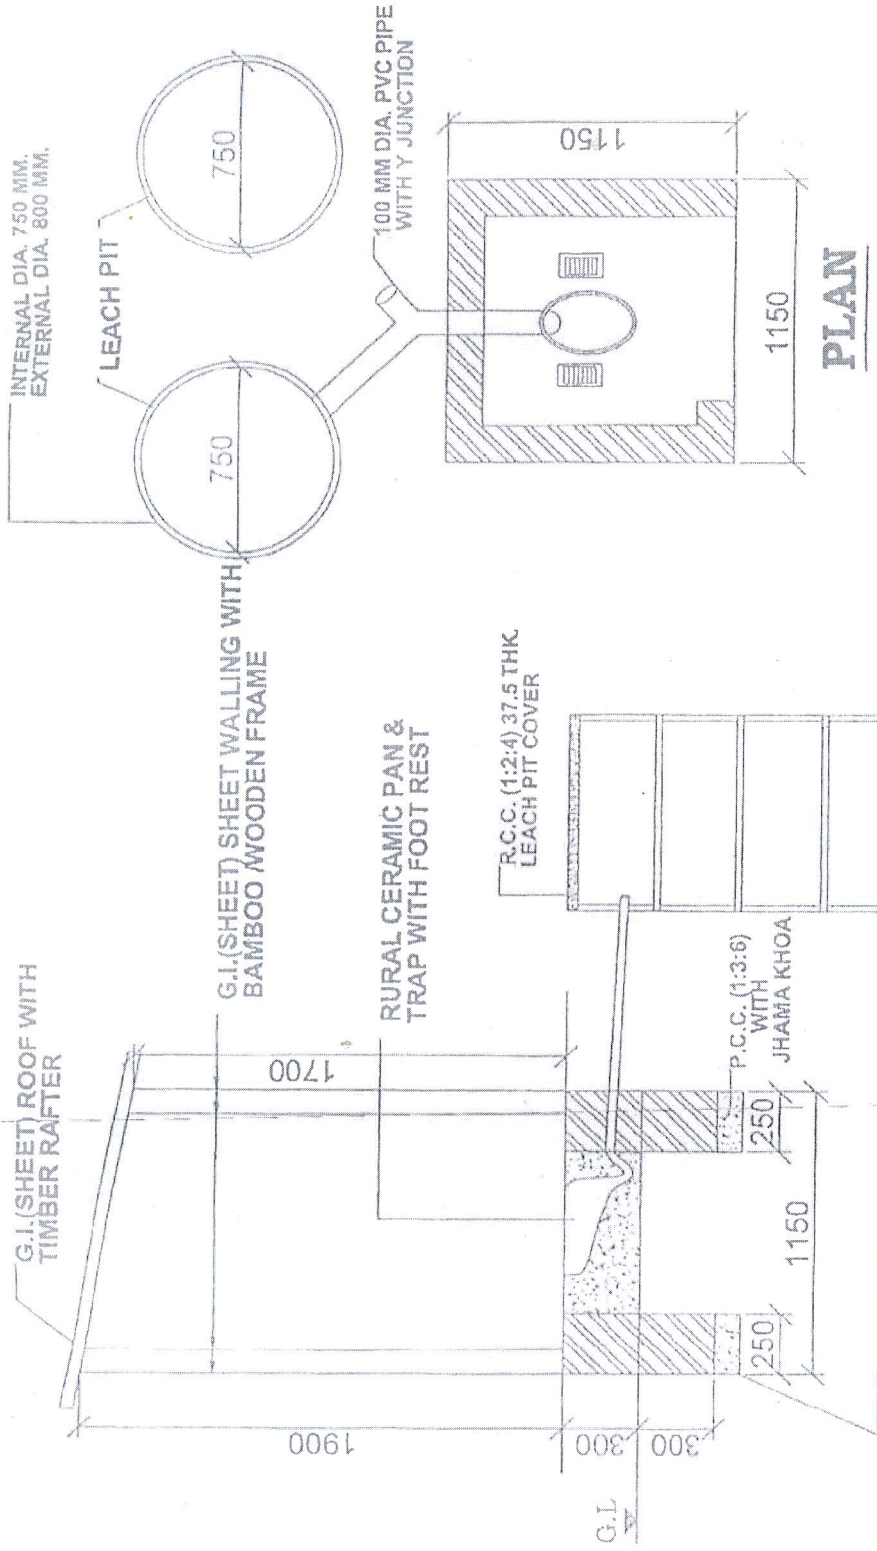 G.I.(SHEET) ROOF WITH
TIMBER RAFTER
G.I.(SHEET) SHEET WALLING WITH
BAMBOO /WOODEN FRAME
RURAL CERAMIC PAN &
TRAP WITH FOOT REST
1900
1700
300
300
G.L
250
250
1150
P.C.C. (1:3:6)
WITH
JHAMA KHOA
R.C.C. (1:2:4) 37.5 THK.
LEACH PIT COVER
INTERNAL DIA. 750 MM.
EXTERNAL DIA. 800 MM.
LEACH PIT
750
750
100 MM DIA. PVC PIPE
WITH Y JUNCTION
1150
1150
PLAN